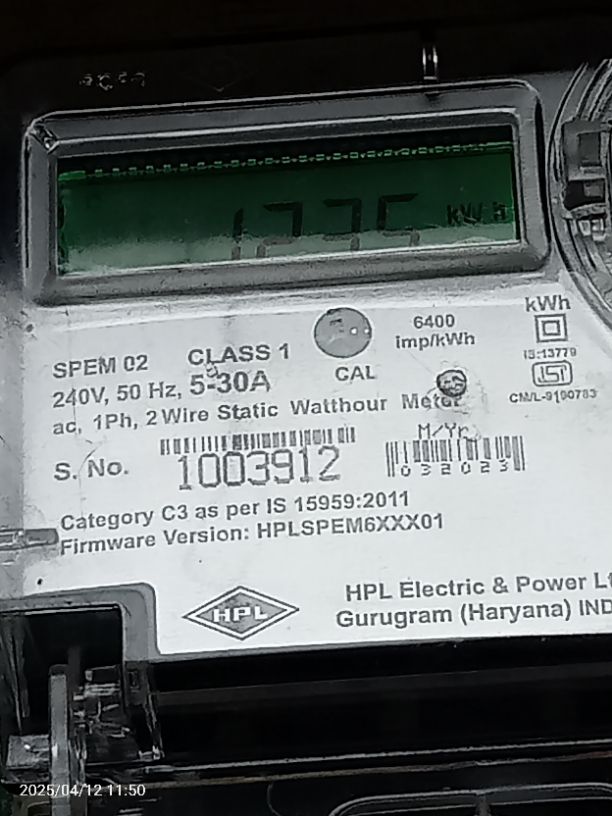 1235 kWh
kWh
6400
imp/kWh
SPEM 02 CLASS 1
CAL
IS:13779
240V, 50 Hz, 5-30A
CM/L-9190783
ac, 1Ph, 2 Wire Static Watthour Meter
M/Yr.
S. No. 1003912
032023
Category C3 as per IS 15959:2011
Firmware Version: HPLSPEM6XXX01
HPL
HPL Electric & Power Lt
Gurugram (Haryana) IND
2025/04/12 11:50